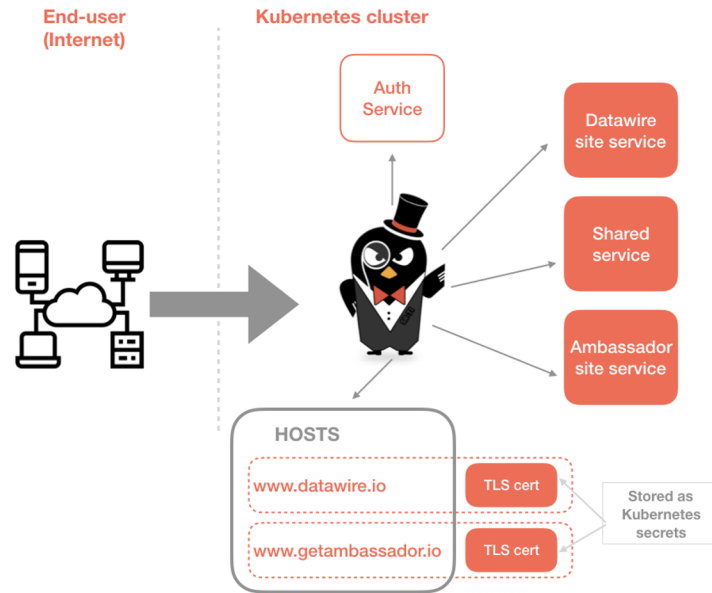 End-user
(Internet)
Kubernetes cluster
Auth
Service
Datawire
site service
Shared
service
Ambassador
site service
HOSTS
www.datawire.io
TLS cert
www.getambassador.io
TLS cert
Stored as
Kubernetes
secrets